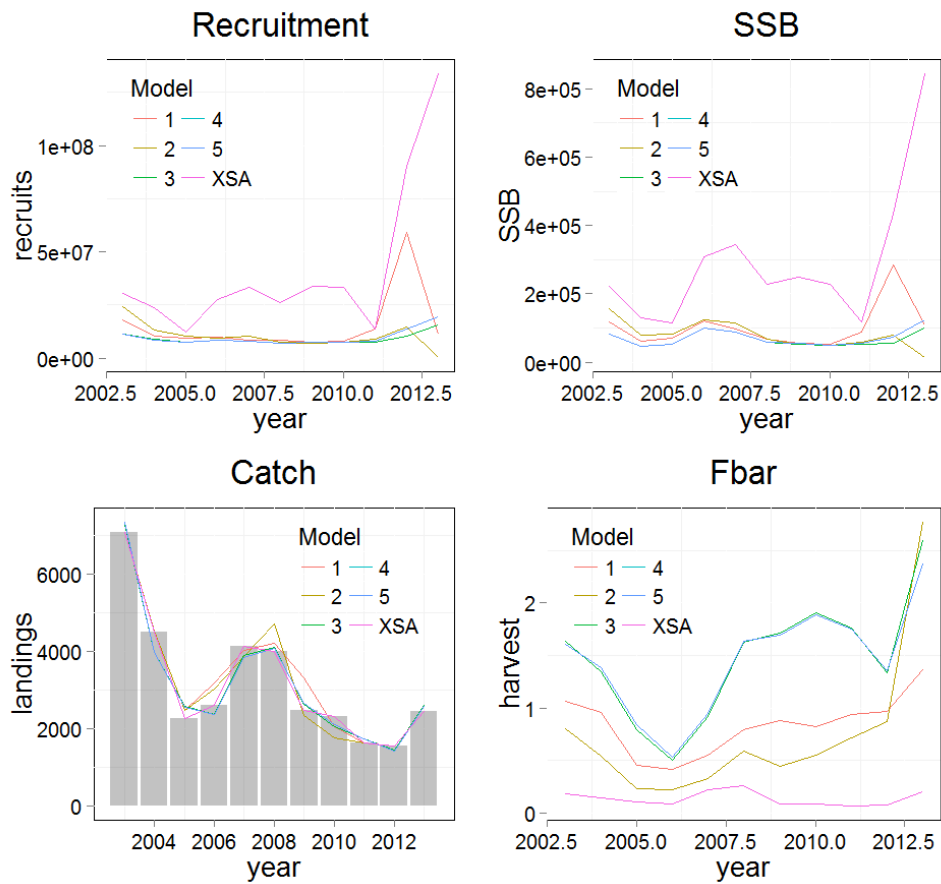 Recruitment
Model
1 4
2 5
3 XSA
recruits
1e+08
5e+07
0e+00
2002.5 2005.0 2007.5 2010.0 2012.5
year
SSB
Model
1 4
2 5
3 XSA
SSB
8e+05
6e+05
4e+05
2e+05
0e+00
2002.5 2005.0 2007.5 2010.0 2012.5
year
Catch
Model
1 4
2 5
3 XSA
landings
6000
4000
2000
0
2004 2006 2008 2010 2012
year
Fbar
Model
1 4
2 5
3 XSA
harvest
2
1
0
2002.5 2005.0 2007.5 2010.0 2012.5
year